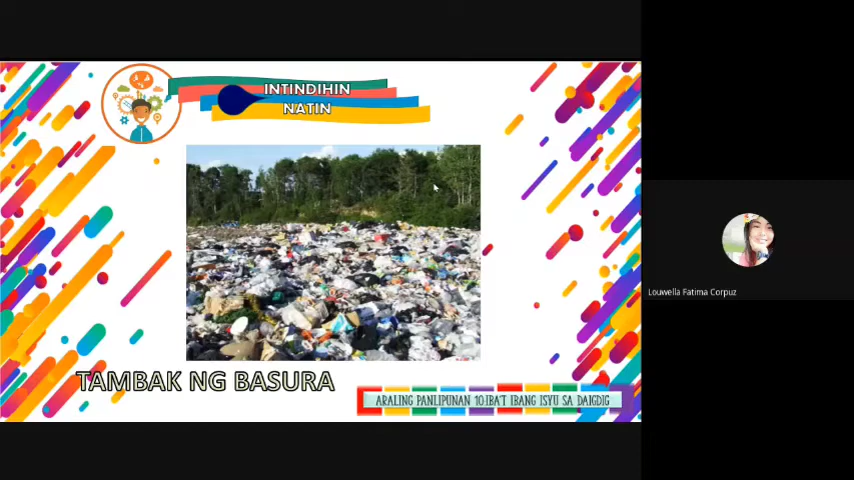 INTINDIHIN
NATIN
TAMBAK NG BASURA
ARALING PANLIPUNAN 10:IBA'T IBANG ISYU SA DAIGDIG
Louwella Fatima Corpuz